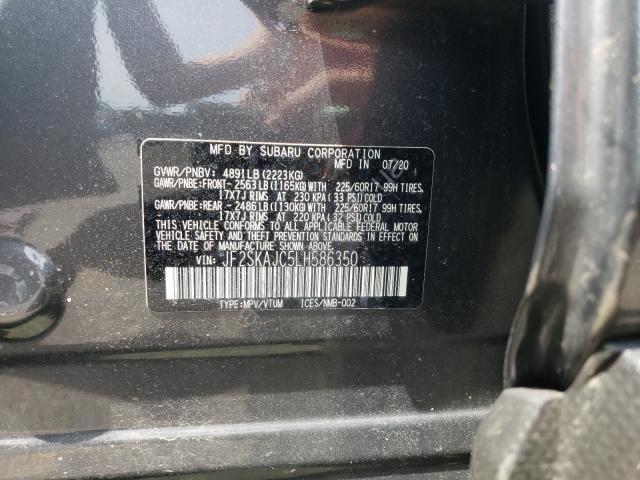 MFD BY SUBARU CORPORATION
MFD IN 07/20
GVWR/PNBV: 4891LB(2223KG)
GAWR/PNBE:FRONT- 2563LB(1165KG)WITH 225/60R17 99H TIRES,
17X7J RIMS AT 230 KPA(33 PSI)COLD
GAWR/PNBE:REAR - 2486LB(1130KG)WITH 225/60R17 99H TIRES,
17X7J RIMS AT 220 KPA(32 PSI)COLD
THIS VEHICLE CONFORMS TO ALL APPLICABLE FEDERAL MOTOR
VEHICLE SAFETY, BUMPER, AND THEFT PREVENTION STANDARDS
IN EFFECT ON THE DATE OF MANUFACTURE SHOWN ABOVE.
VIN: JF2SKAJC5LH586350
TYPE:MPV/VTUM ICES/NMB-002